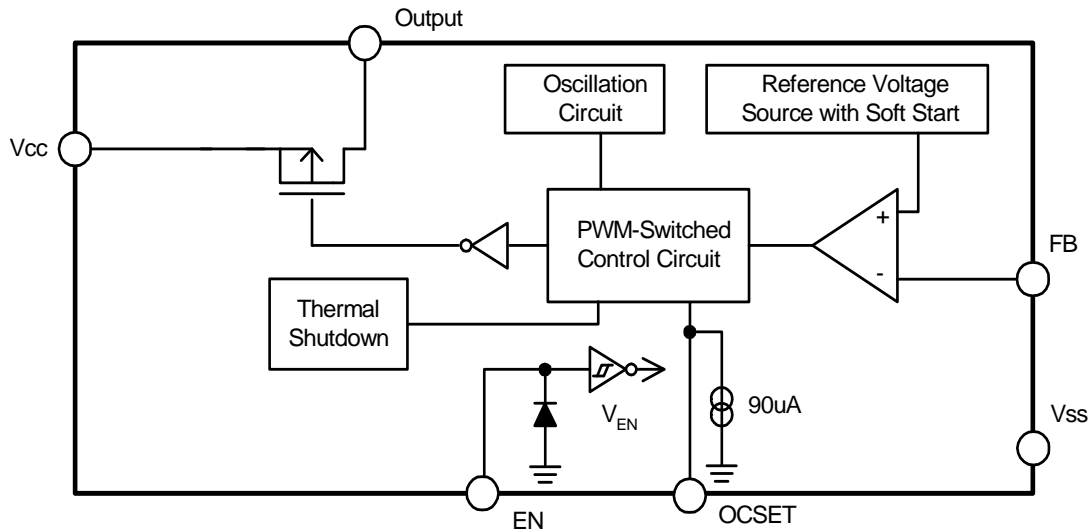 Output
Oscillation
Circuit
Reference Voltage
Source with Soft Start
Vcc
+
PWM-Switched
Control Circuit
-
FB
Thermal
Shutdown
90uA
VEN
Vss
EN
OCSET